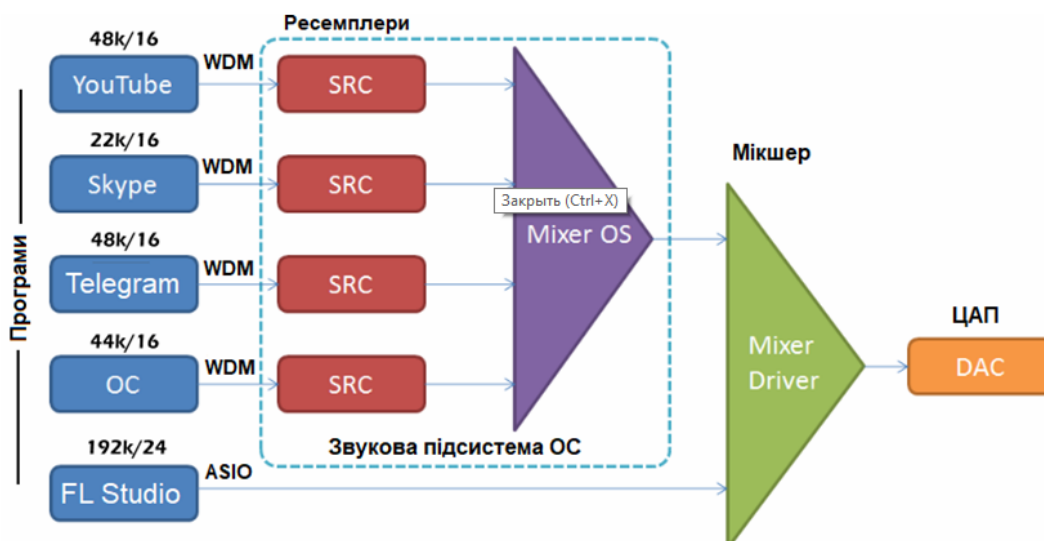 Ресемплери
48k/16
YouTube
WDM
SRC
22k/16
Skype
WDM
SRC
Закрыть (Ctrl+X)
Mixer OS
48k/16
Telegram
WDM
SRC
44k/16
ОС
WDM
SRC
Звукова підсистема ОС
192k/24
FL Studio
ASIO
Програми
Мікшер
Mixer
Driver
ЦАП
DAC